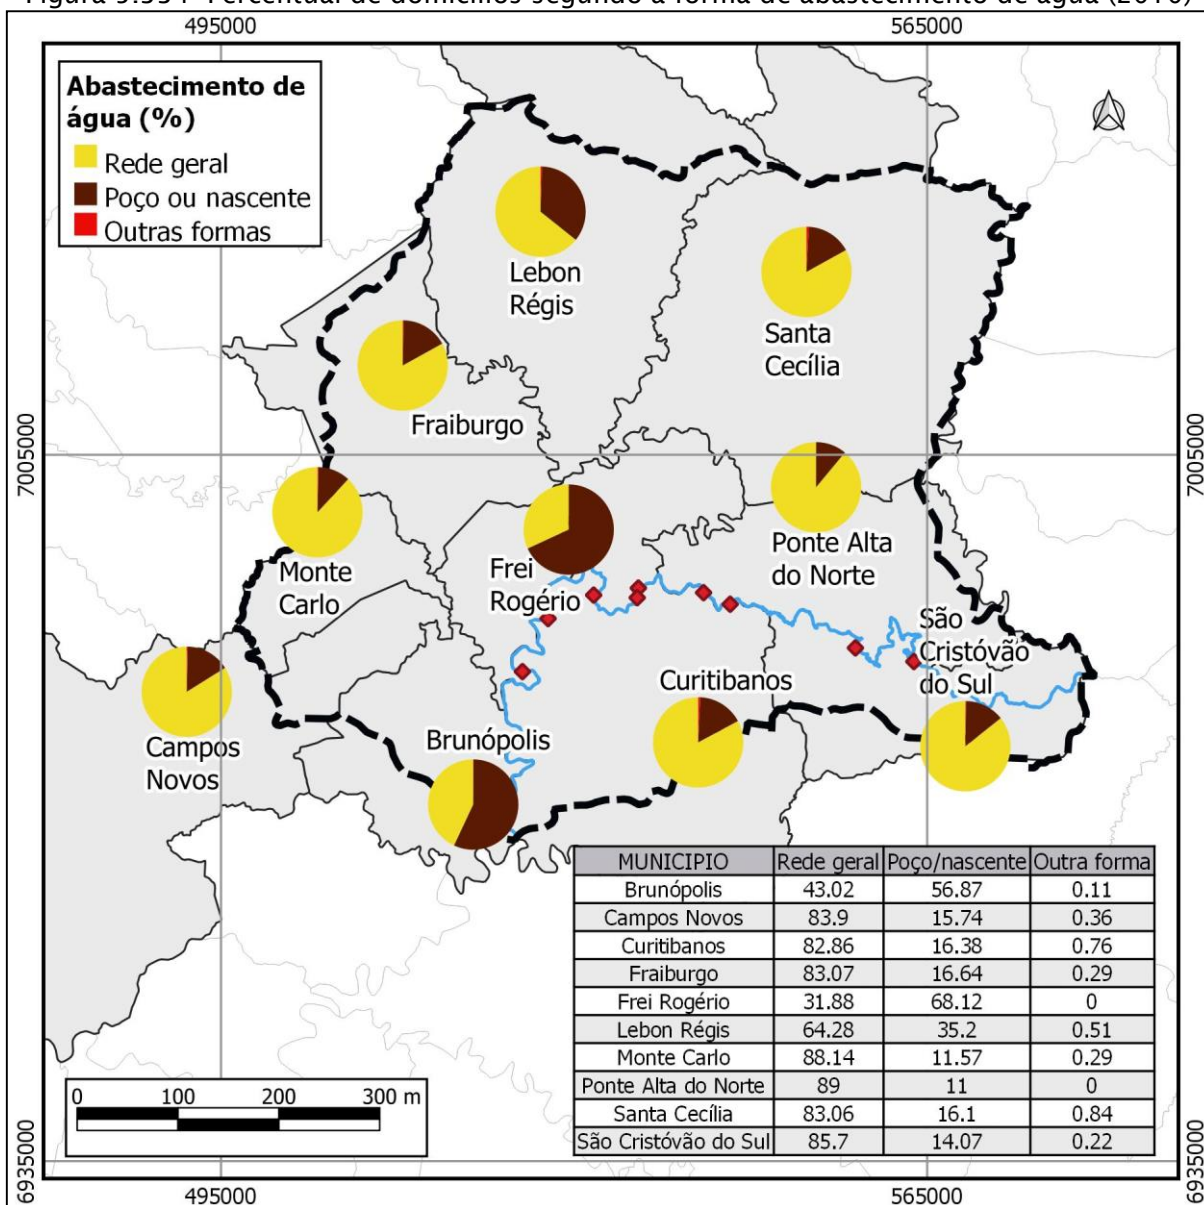 495000
565000
Abastecimento de
água (%)
Rede geral
Poço ou nascente
Outras formas
Lebon
Régis
Santa
Cecília
Fraiburgo
7005000
7005000
Monte
Carlo
Frei
Rogério
Ponte Alta
do Norte
São
Cristóvão
do Sul
Curitibanos
Campos
Novos
Brunópolis
MUNICIPIO Rede geral Poço/nascente Outra forma
Brunópolis 43.02 56.87 0.11
Campos Novos 83.9 15.74 0.36
Curitibanos 82.86 16.38 0.76
Fraiburgo 83.07 16.64 0.29
Frei Rogério 31.88 68.12 0
Lebon Régis 64.28 35.2 0.51
Monte Carlo 88.14 11.57 0.29
Ponte Alta do Norte 89 11 0
Santa Cecília 83.06 16.1 0.84
São Cristóvão do Sul 85.7 14.07 0.22
0 100 200 300 m
6935000
6935000
495000
565000